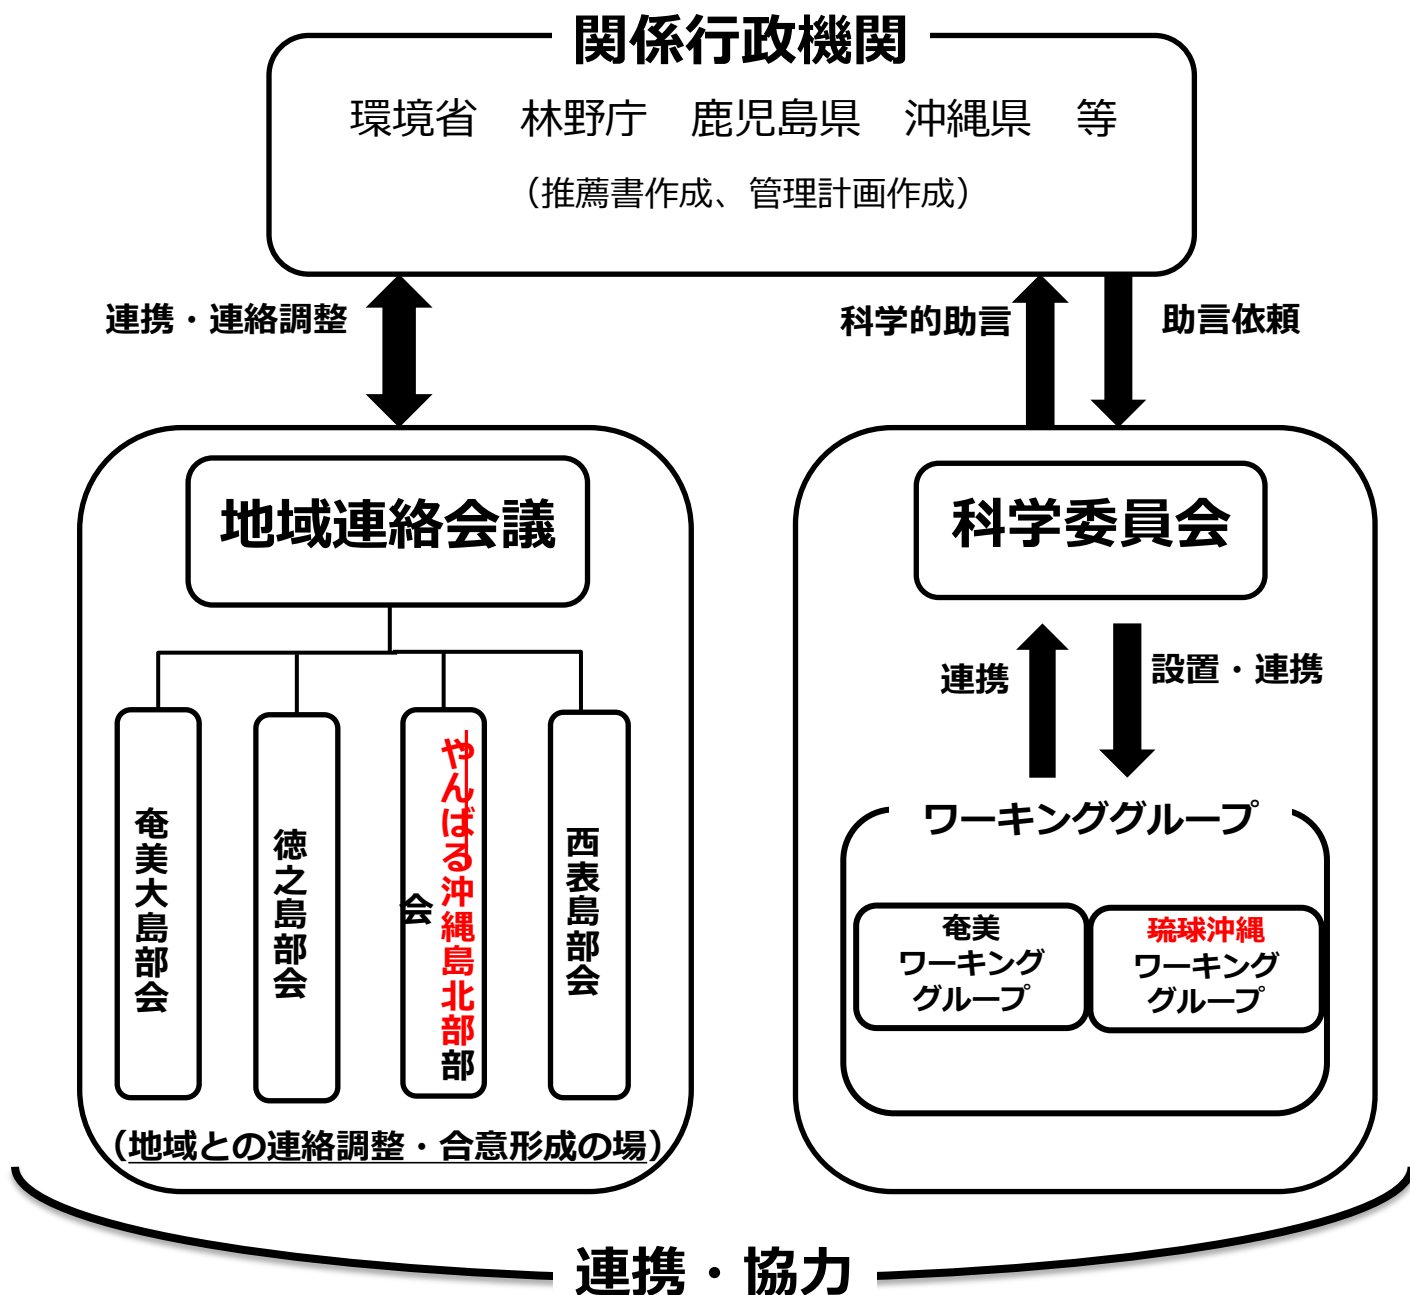 関係行政機関
環境省　林野庁　鹿児島県　沖縄県　等
（推薦書作成、管理計画作成）
連携・連絡調整
科学的助言
助言依頼
地域連絡会議
奄美大島部会
徳之島部会
やんばる沖縄島北部部
会
西表島部会
（地域との連絡調整・合意形成の場）
科学委員会
連携
設置・連携
ワーキンググループ
奄美
ワーキング
グループ
琉球沖縄
ワーキング
グループ
連携・協力